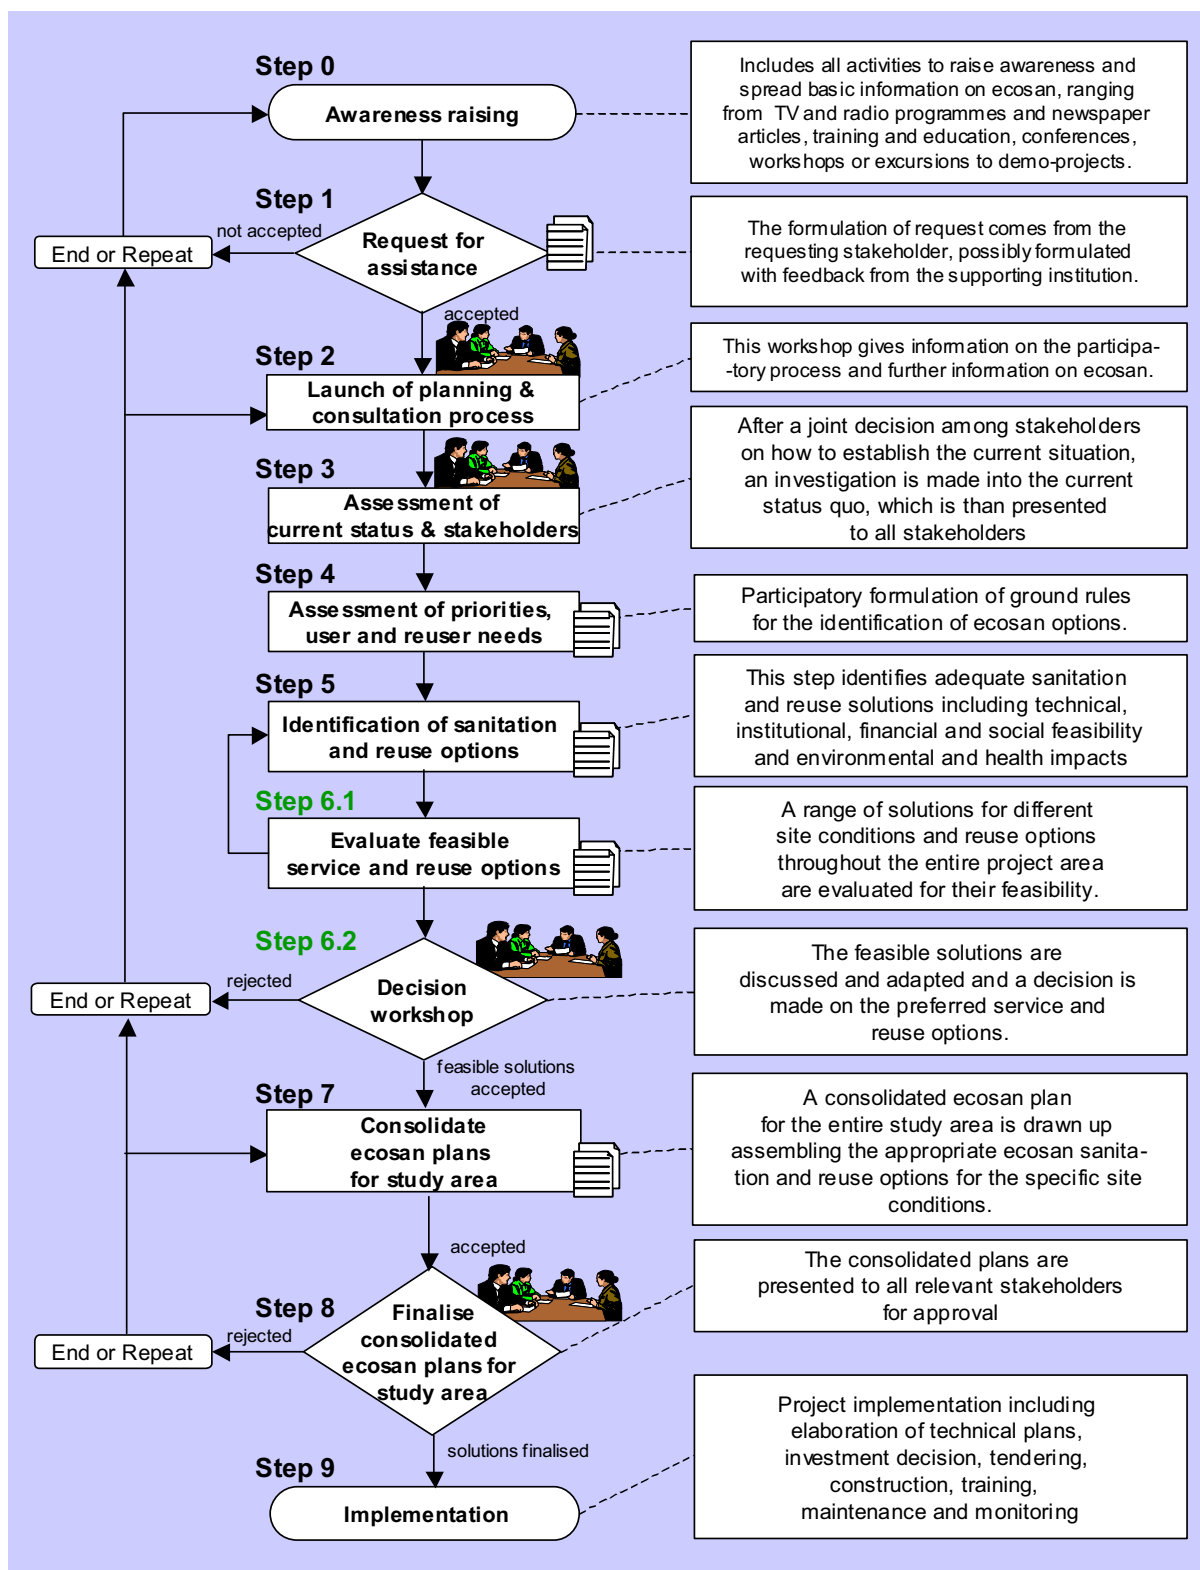 Step 0
Awareness raising
Includes all activities to raise awareness and
spread basic information on ecosan, ranging
from TV and radio programmes and newspaper
articles, training and education, conferences,
workshops or excursions to demo-projects.
Step 1
not accepted
End or Repeat
Request for
assistance
The formulation of request comes from the
requesting stakeholder, possibly formulated
with feedback from the supporting institution.
accepted
Step 2
Launch of planning &
consultation process
This workshop gives information on the participa-
-tory process and further information on ecosan.
Step 3
Assessment of
current status & stakeholders
After a joint decision among stakeholders
on how to establish the current situation,
an investigation is made into the current
status quo, which is than presented
to all stakeholders
Step 4
Assessment of priorities,
user and reuser needs
Participatory formulation of ground rules
for the identification of ecosan options.
Step 5
Identification of sanitation
and reuse options
This step identifies adequate sanitation
and reuse solutions including technical,
institutional, financial and social feasibility
and environmental and health impacts
Step 6.1
Evaluate feasible
service and reuse options
A range of solutions for different
site conditions and reuse options
throughout the entire project area
are evaluated for their feasibility.
Step 6.2
rejected
End or Repeat
Decision
workshop
The feasible solutions are
discussed and adapted and a decision is
made on the preferred service and
reuse options.
feasible solutions
accepted
Step 7
Consolidate
ecosan plans
for study area
A consolidated ecosan plan
for the entire study area is drawn up
assembling the appropriate ecosan sanita-
tion and reuse options for the specific site
conditions.
accepted
Step 8
rejected
End or Repeat
Finalise
consolidated
ecosan plans for
study area
The consolidated plans are
presented to all relevant stakeholders
for approval
solutions finalised
Step 9
Implementation
Project implementation including
elaboration of technical plans,
investment decision, tendering,
construction, training,
maintenance and monitoring